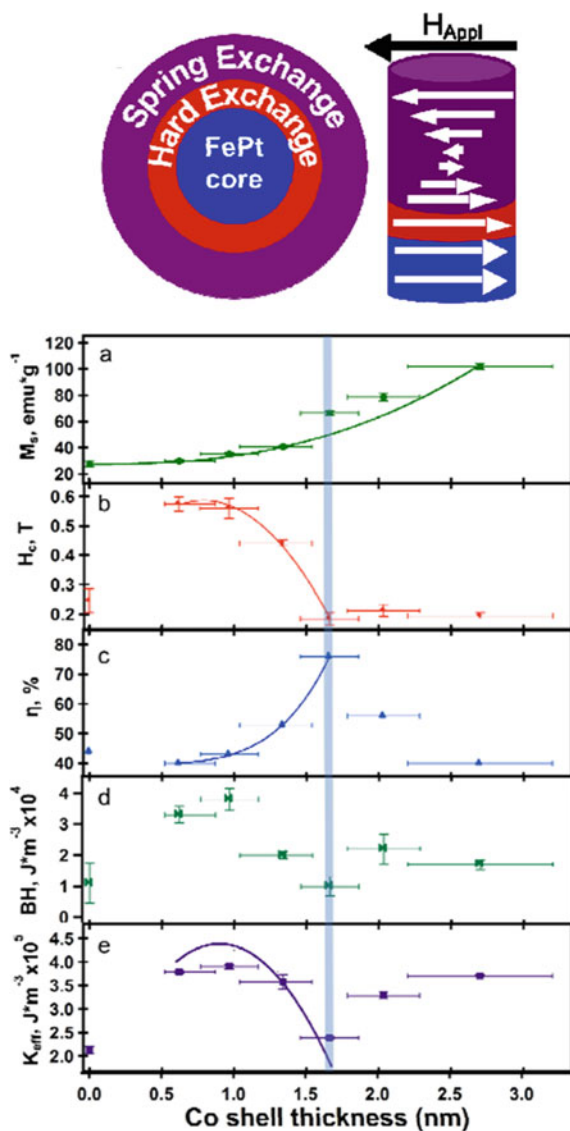 H_Appl
Spring Exchange
Hard Exchange
FePt
core
a
M_s, emu*g^-1
120
100
80
60
40
20
b
H_c, T
0.6
0.5
0.4
0.3
0.2
c
η, %
80
70
60
50
40
d
BH, J*m^-3 x10^4
4
3
2
1
0
e
K_eff, J*m^-3 x10^5
4.5
4.0
3.5
3.0
2.5
2.0
0.0 0.5 1.0 1.5 2.0 2.5 3.0
Co shell thickness (nm)